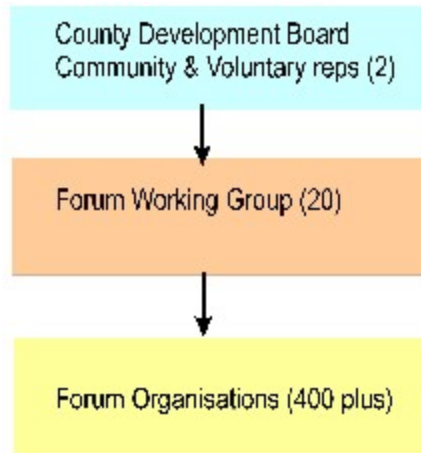 County Development Board
Community & Voluntary reps (2)
Forum Working Group (20)
Forum Organisations (400 plus)